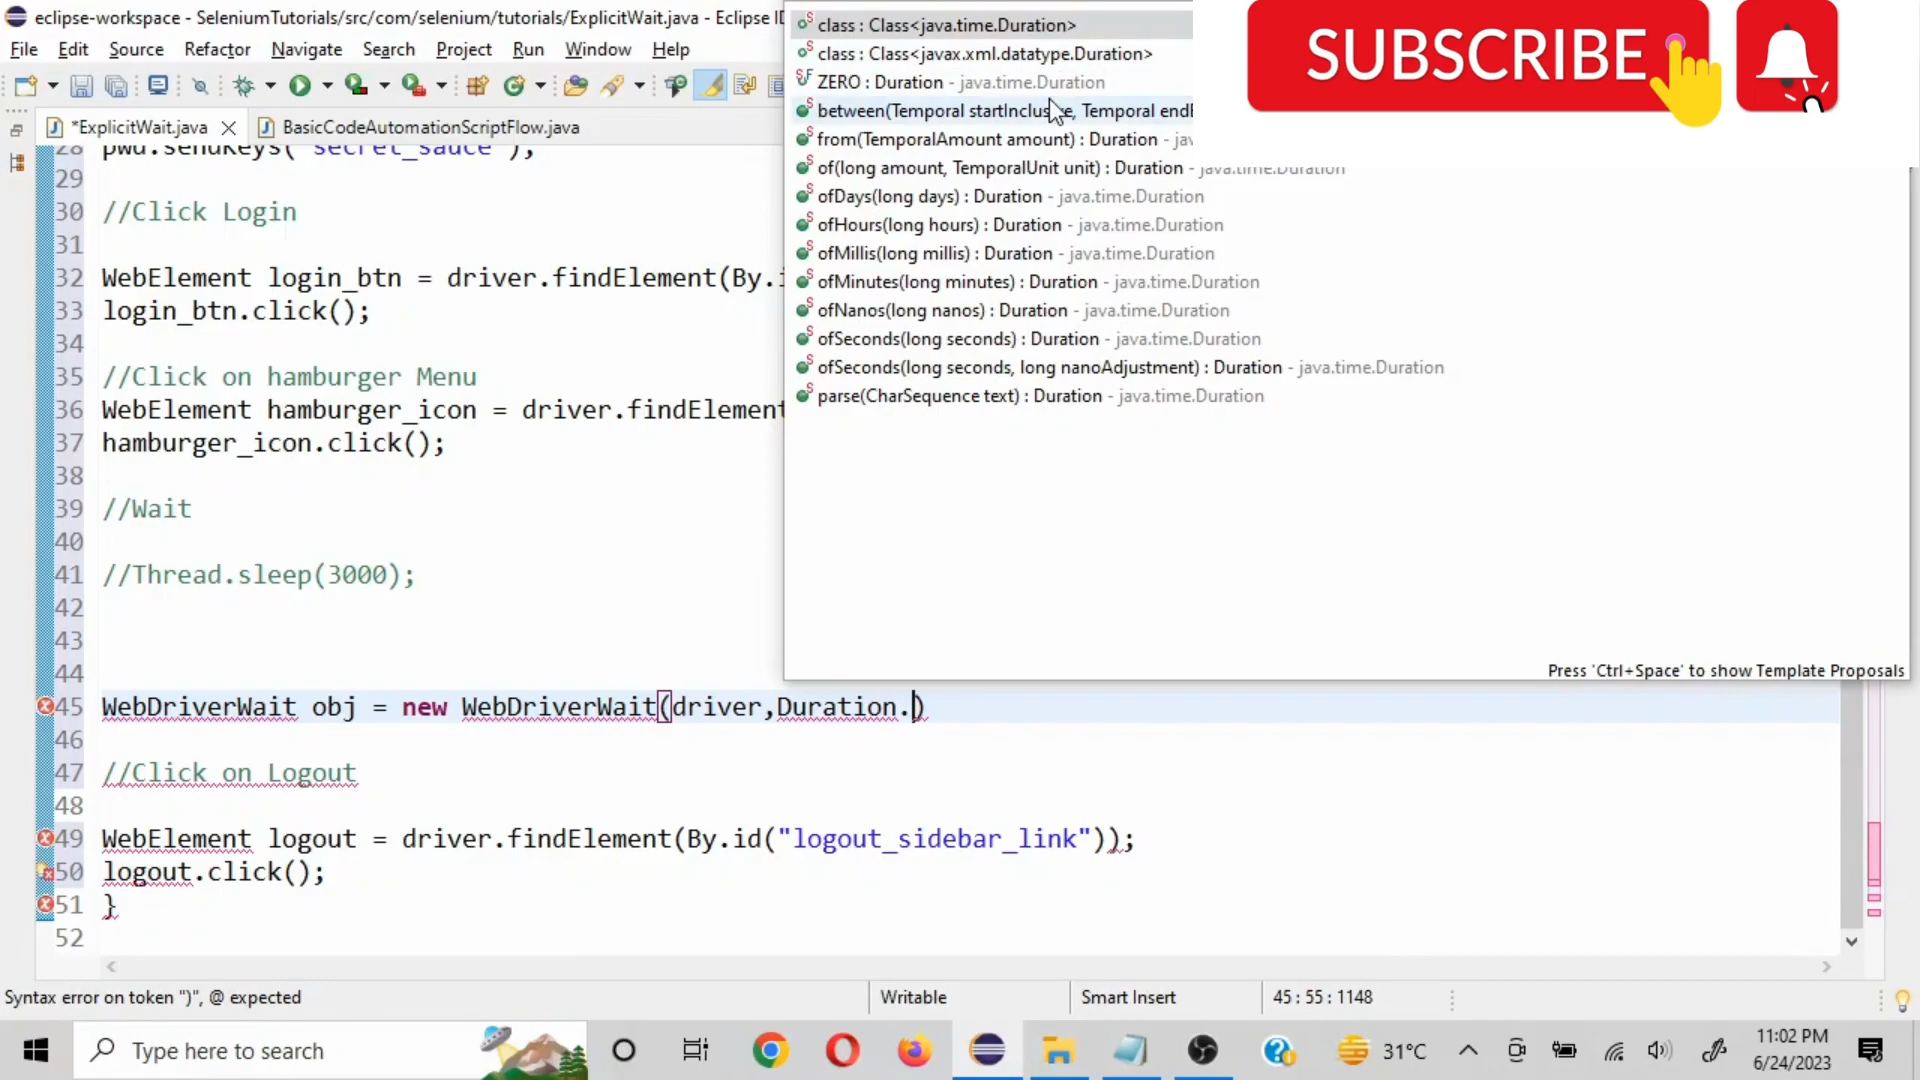 eclipse-workspace - SeleniumTutorials/src/com/selenium/tutorials/ExplicitWait.java - Eclipse ID
File Edit Source Refactor Navigate Search Project Run Window Help
*ExplicitWait.java BasicCodeAutomationScriptFlow.java
class : Class<java.time.Duration>
class : Class<javax.xml.datatype.Duration>
ZERO : Duration - java.time.Duration
between(Temporal startInclusive, Temporal endE
from(TemporalAmount amount) : Duration - jav
of(long amount, TemporalUnit unit) : Duration - java.time.Duration
ofDays(long days) : Duration - java.time.Duration
ofHours(long hours) : Duration - java.time.Duration
ofMillis(long millis) : Duration - java.time.Duration
ofMinutes(long minutes) : Duration - java.time.Duration
ofNanos(long nanos) : Duration - java.time.Duration
ofSeconds(long seconds) : Duration - java.time.Duration
ofSeconds(long seconds, long nanoAdjustment) : Duration - java.time.Duration
parse(CharSequence text) : Duration - java.time.Duration
Press 'Ctrl+Space' to show Template Proposals
SUBSCRIBE
28 pwd.sendKeys("secret_sauce");
29
30 //Click Login
31
32 WebElement login_btn = driver.findElement(By.i
33 login_btn.click();
34
35 //Click on hamburger Menu
36 WebElement hamburger_icon = driver.findElement
37 hamburger_icon.click();
38
39 //Wait
40
41 //Thread.sleep(3000);
42
43
44
45 WebDriverWait obj = new WebDriverWait(driver,Duration.)
46
47 //Click on Logout
48
49 WebElement logout = driver.findElement(By.id("logout_sidebar_link"));
50 logout.click();
51 }
52
Syntax error on token ")", @ expected Writable Smart Insert 45 : 55 : 1148
Type here to search 31°C 11:02 PM
6/24/2023